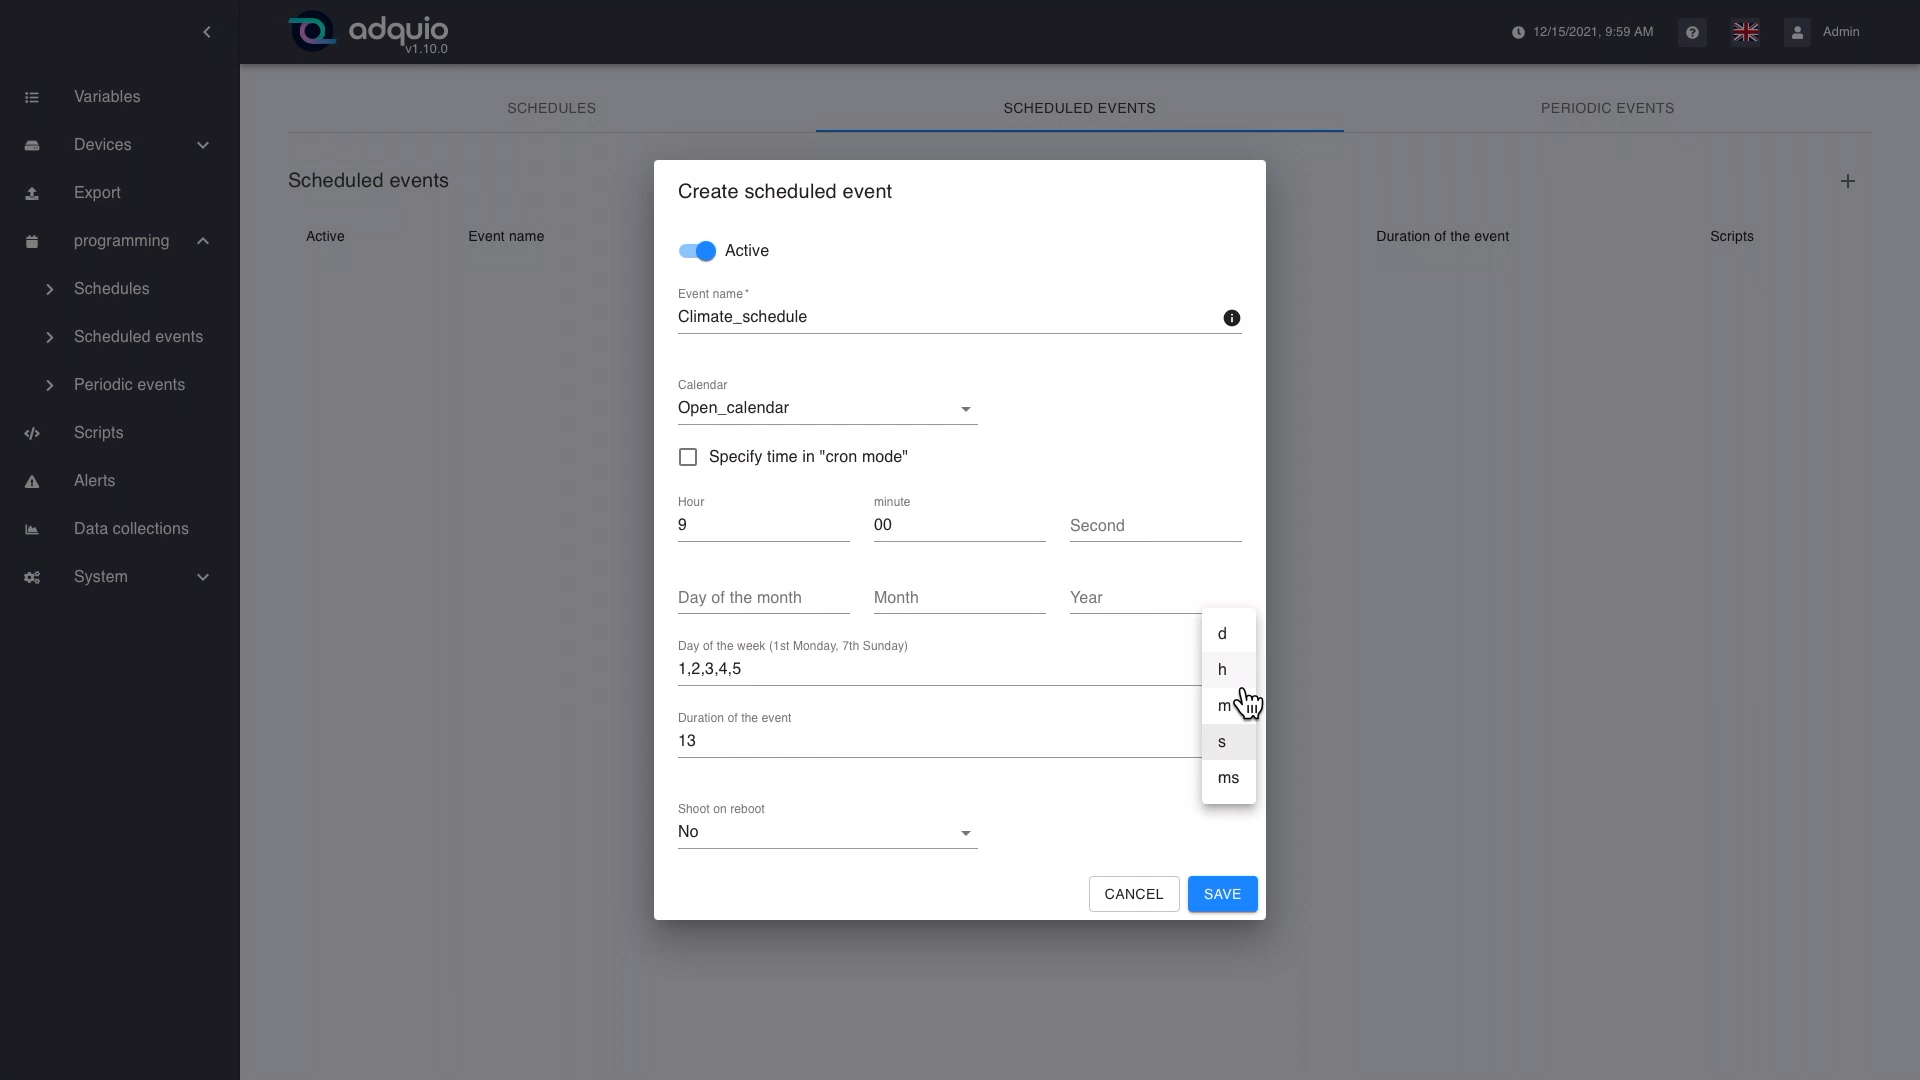 adquio
v1.10.0
12/15/2021, 9:59 AM
Admin
Variables
Devices
Export
programming
Schedules
Scheduled events
Periodic events
Scripts
Alerts
Data collections
System
SCHEDULES
SCHEDULED EVENTS
PERIODIC EVENTS
Scheduled events
Active
Event name
Duration of the event
Scripts
Create scheduled event
Active
Event name *
Climate_schedule
Calendar
Open_calendar
Specify time in "cron mode"
Hour
9
minute
00
Second
Day of the month
Month
Year
Day of the week (1st Monday, 7th Sunday)
1,2,3,4,5
Duration of the event
13
d
h
m
s
ms
Shoot on reboot
No
CANCEL
SAVE